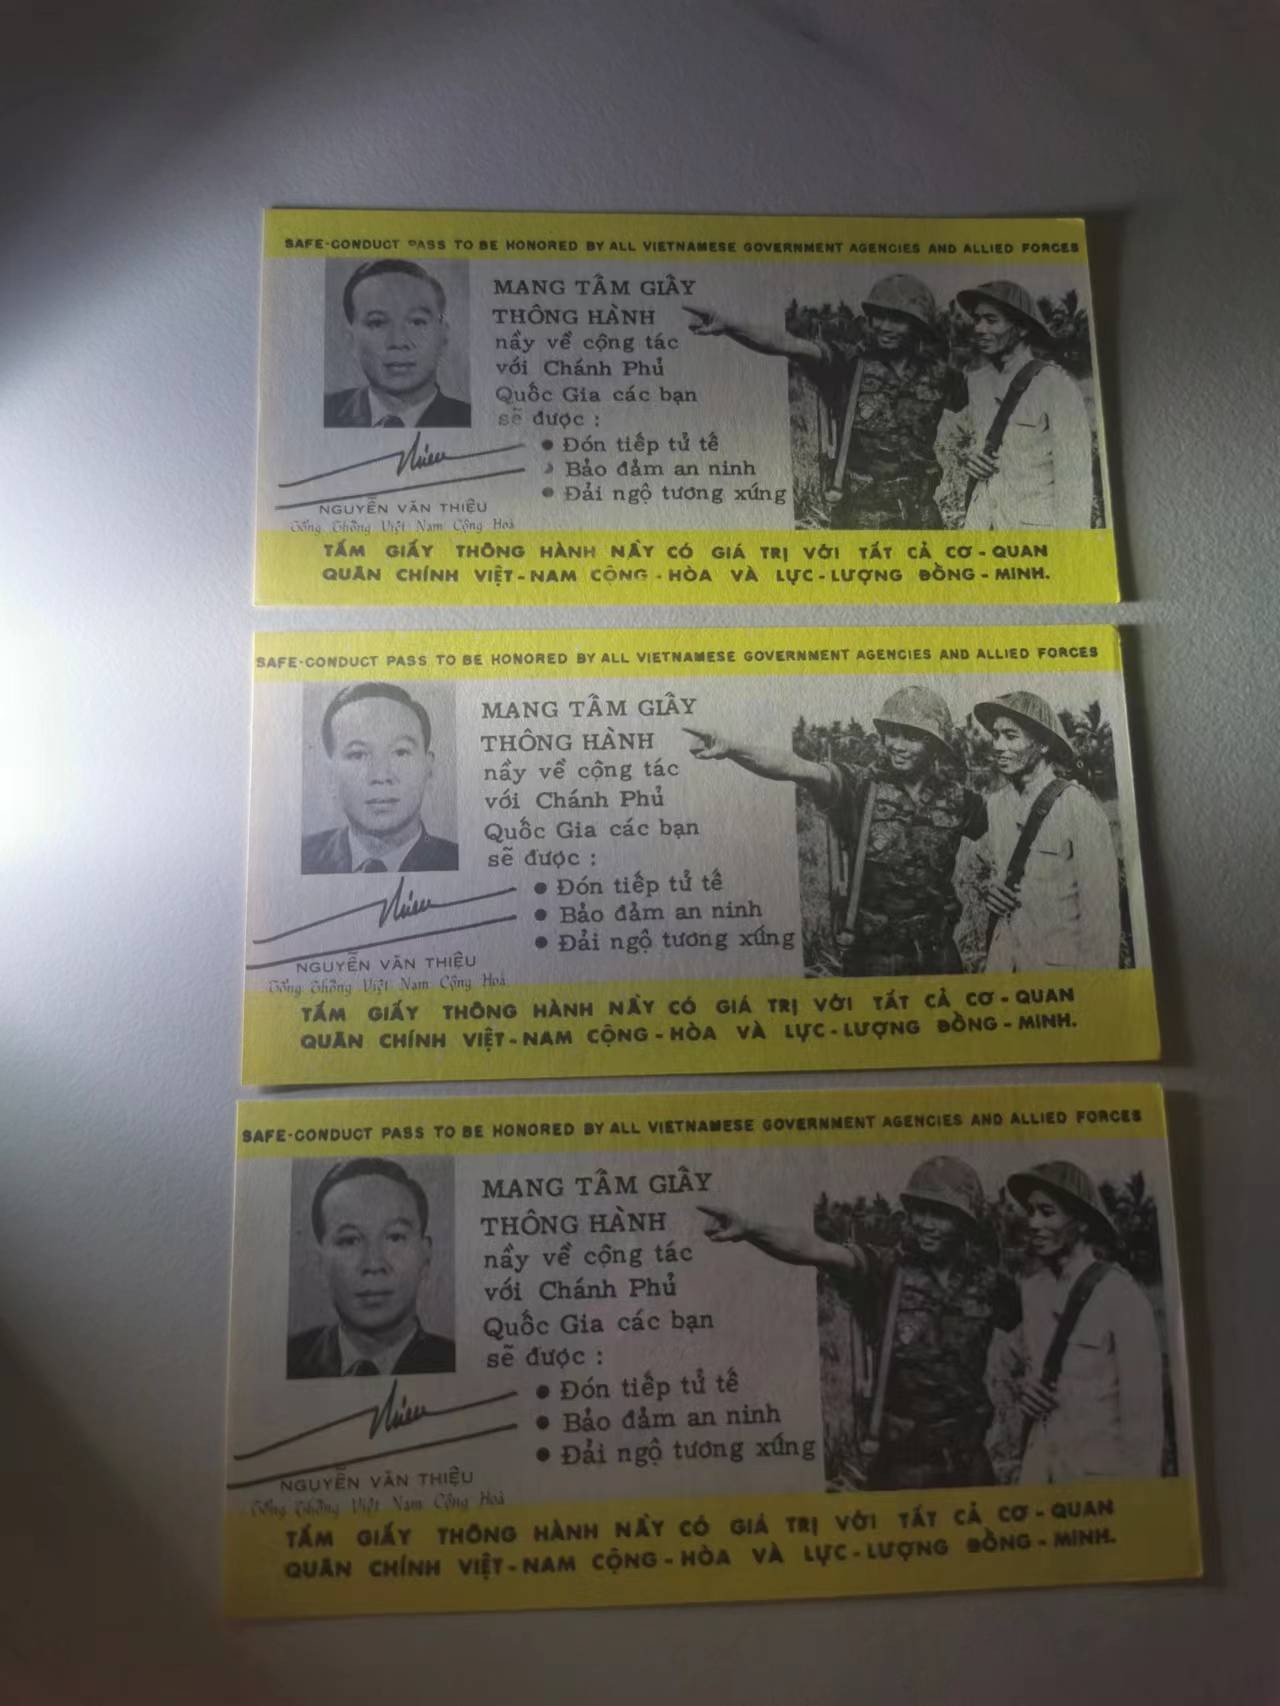 SAFE-CONDUCT PASS TO BE HONORED BY ALL VIETNAMESE GOVERNMENT AGENCIES AND ALLIED FORCES
MANG TẤM GIẤY
THÔNG HÀNH
nầy về cộng tác
với Chánh Phủ
Quốc Gia các bạn
sẽ được :
• Đón tiếp tử tế
• Bảo đảm an ninh
• Đải ngộ tương xứng
NGUYỄN VĂN THIỆU
Tổng Thống Việt Nam Cộng Hoà
TẤM GIẤY THÔNG HÀNH NẦY CÓ GIÁ TRỊ VỚI TẤT CẢ CƠ - QUAN
QUÂN CHÍNH VIỆT - NAM CỘNG - HÒA VÀ LỰC - LƯỢNG ĐỒNG - MINH.
SAFE-CONDUCT PASS TO BE HONORED BY ALL VIETNAMESE GOVERNMENT AGENCIES AND ALLIED FORCES
MANG TẤM GIẤY
THÔNG HÀNH
nầy về cộng tác
với Chánh Phủ
Quốc Gia các bạn
sẽ được :
• Đón tiếp tử tế
• Bảo đảm an ninh
• Đải ngộ tương xứng
NGUYỄN VĂN THIỆU
Tổng Thống Việt Nam Cộng Hoà
TẤM GIẤY THÔNG HÀNH NẦY CÓ GIÁ TRỊ VỚI TẤT CẢ CƠ - QUAN
QUÂN CHÍNH VIỆT - NAM CỘNG - HÒA VÀ LỰC - LƯỢNG ĐỒNG - MINH.
SAFE-CONDUCT PASS TO BE HONORED BY ALL VIETNAMESE GOVERNMENT AGENCIES AND ALLIED FORCES
MANG TẤM GIẤY
THÔNG HÀNH
nầy về cộng tác
với Chánh Phủ
Quốc Gia các bạn
sẽ được :
• Đón tiếp tử tế
• Bảo đảm an ninh
• Đải ngộ tương xứng
NGUYỄN VĂN THIỆU
Tổng Thống Việt Nam Cộng Hoà
TẤM GIẤY THÔNG HÀNH NẦY CÓ GIÁ TRỊ VỚI TẤT CẢ CƠ - QUAN
QUÂN CHÍNH VIỆT - NAM CỘNG - HÒA VÀ LỰC - LƯỢNG ĐỒNG - MINH.